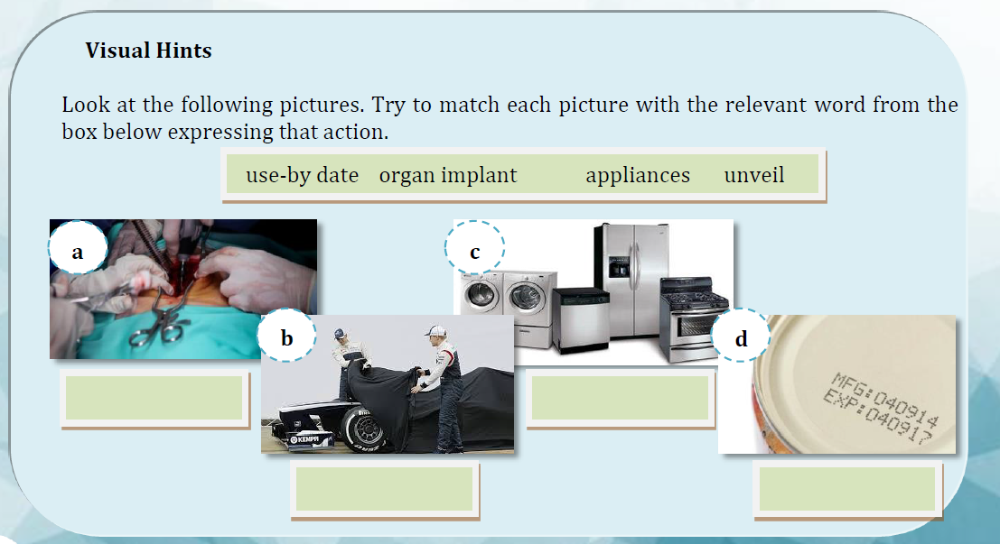 Visual Hints
Look at the following pictures. Try to match each picture with the relevant word from the
box below expressing that action.
use-by date organ implant appliances unveil
a
c
b
KEMPPI
d
MFG:040914
EXP:040917